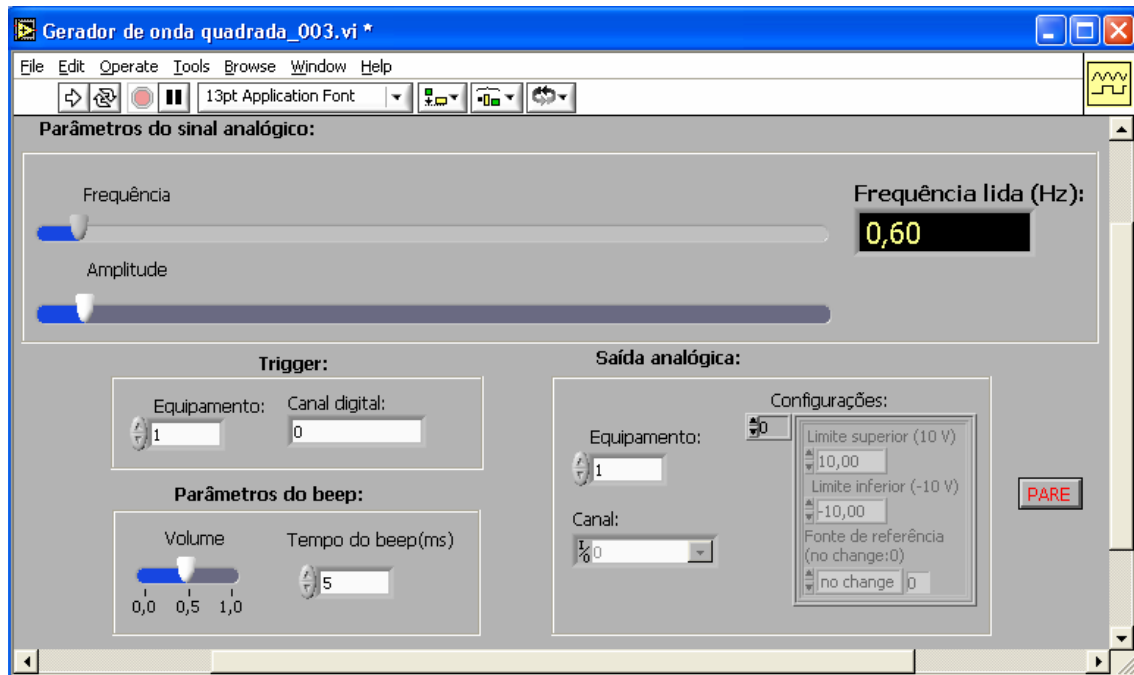 Gerador de onda quadrada_003.vi *
File Edit Operate Tools Browse Window Help
13pt Application Font
Parâmetros do sinal analógico:
Frequência
Frequência lida (Hz):
0,60
Amplitude
Trigger:
Equipamento: Canal digital:
1 0
Parâmetros do beep:
Volume Tempo do beep(ms)
5
0,0 0,5 1,0
Saída analógica:
Configurações:
0
Equipamento:
1
Canal:
I/O 0
Limite superior (10 V)
10,00
Limite inferior (-10 V)
-10,00
Fonte de referência
(no change:0)
no change 0
PARE